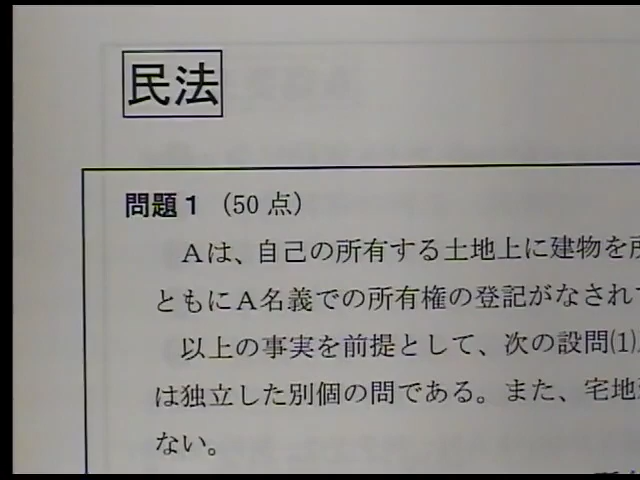 民法
問題1 (50点)
Aは、自己の所有する土地上に建物を所
ともにA名義での所有権の登記がなされ
以上の事実を前提として、次の設問(1)
は独立した別個の問である。また、宅地
ない。